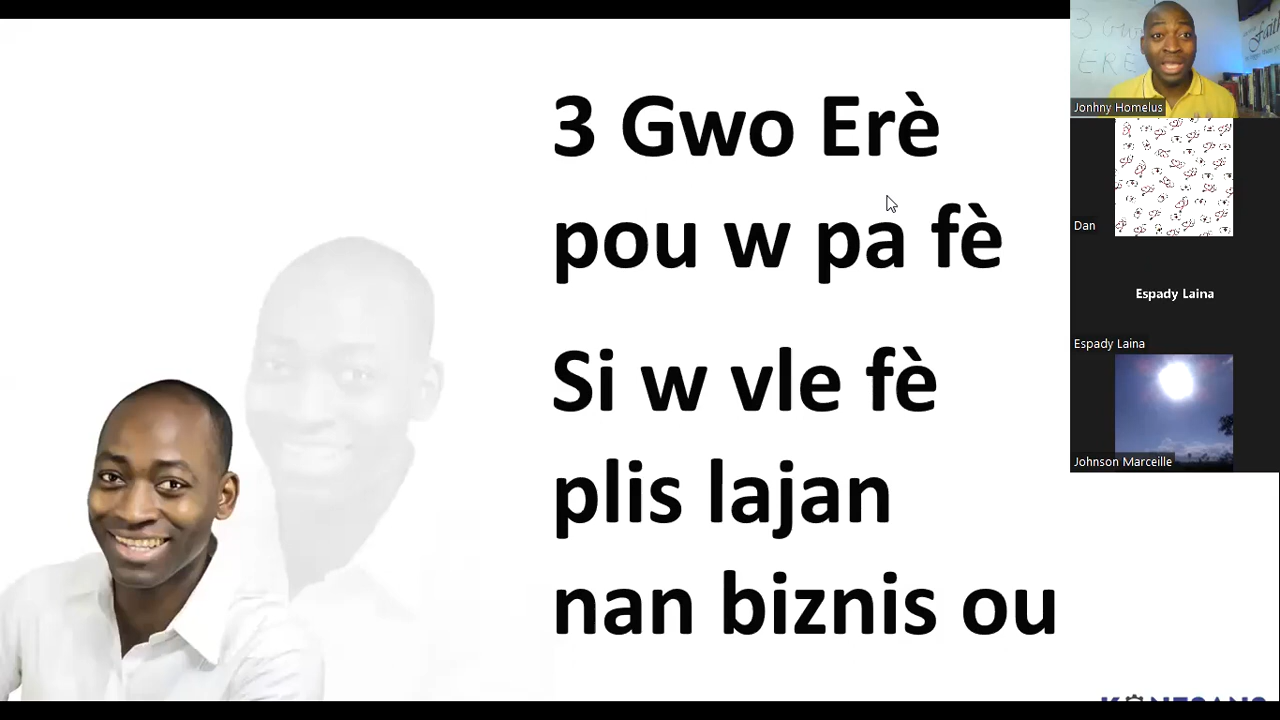 3 Gwo Erè
pou w pa fè
Si w vle fè
plis lajan
nan biznis ou
Jonhny Homelus
Dan
Espady Laina
Espady Laina
Johnson Marceille